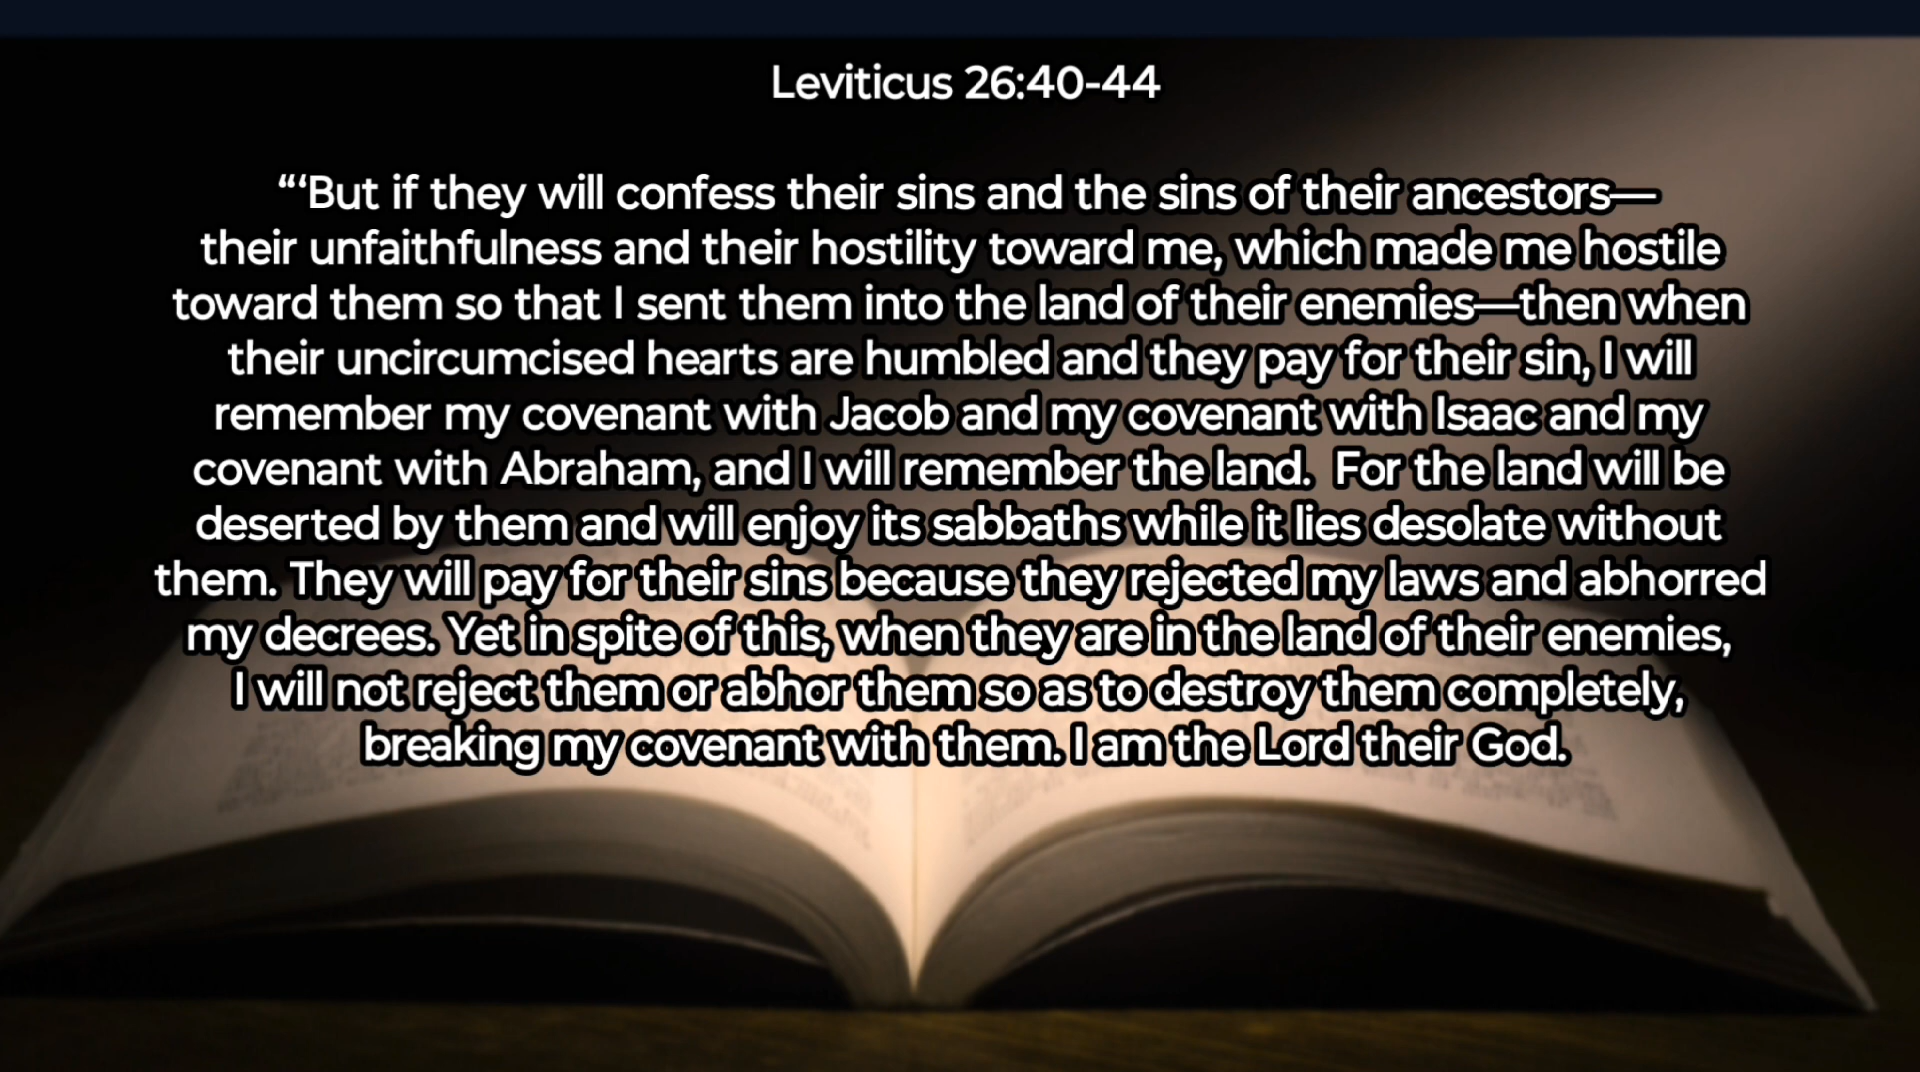 Leviticus 26:40-44
“‘But if they will confess their sins and the sins of their ancestors—
their unfaithfulness and their hostility toward me, which made me hostile
toward them so that I sent them into the land of their enemies—then when
their uncircumcised hearts are humbled and they pay for their sin, I will
remember my covenant with Jacob and my covenant with Isaac and my
covenant with Abraham, and I will remember the land.  For the land will be
deserted by them and will enjoy its sabbaths while it lies desolate without
them. They will pay for their sins because they rejected my laws and abhorred
my decrees. Yet in spite of this, when they are in the land of their enemies,
I will not reject them or abhor them so as to destroy them completely,
breaking my covenant with them. I am the Lord their God.